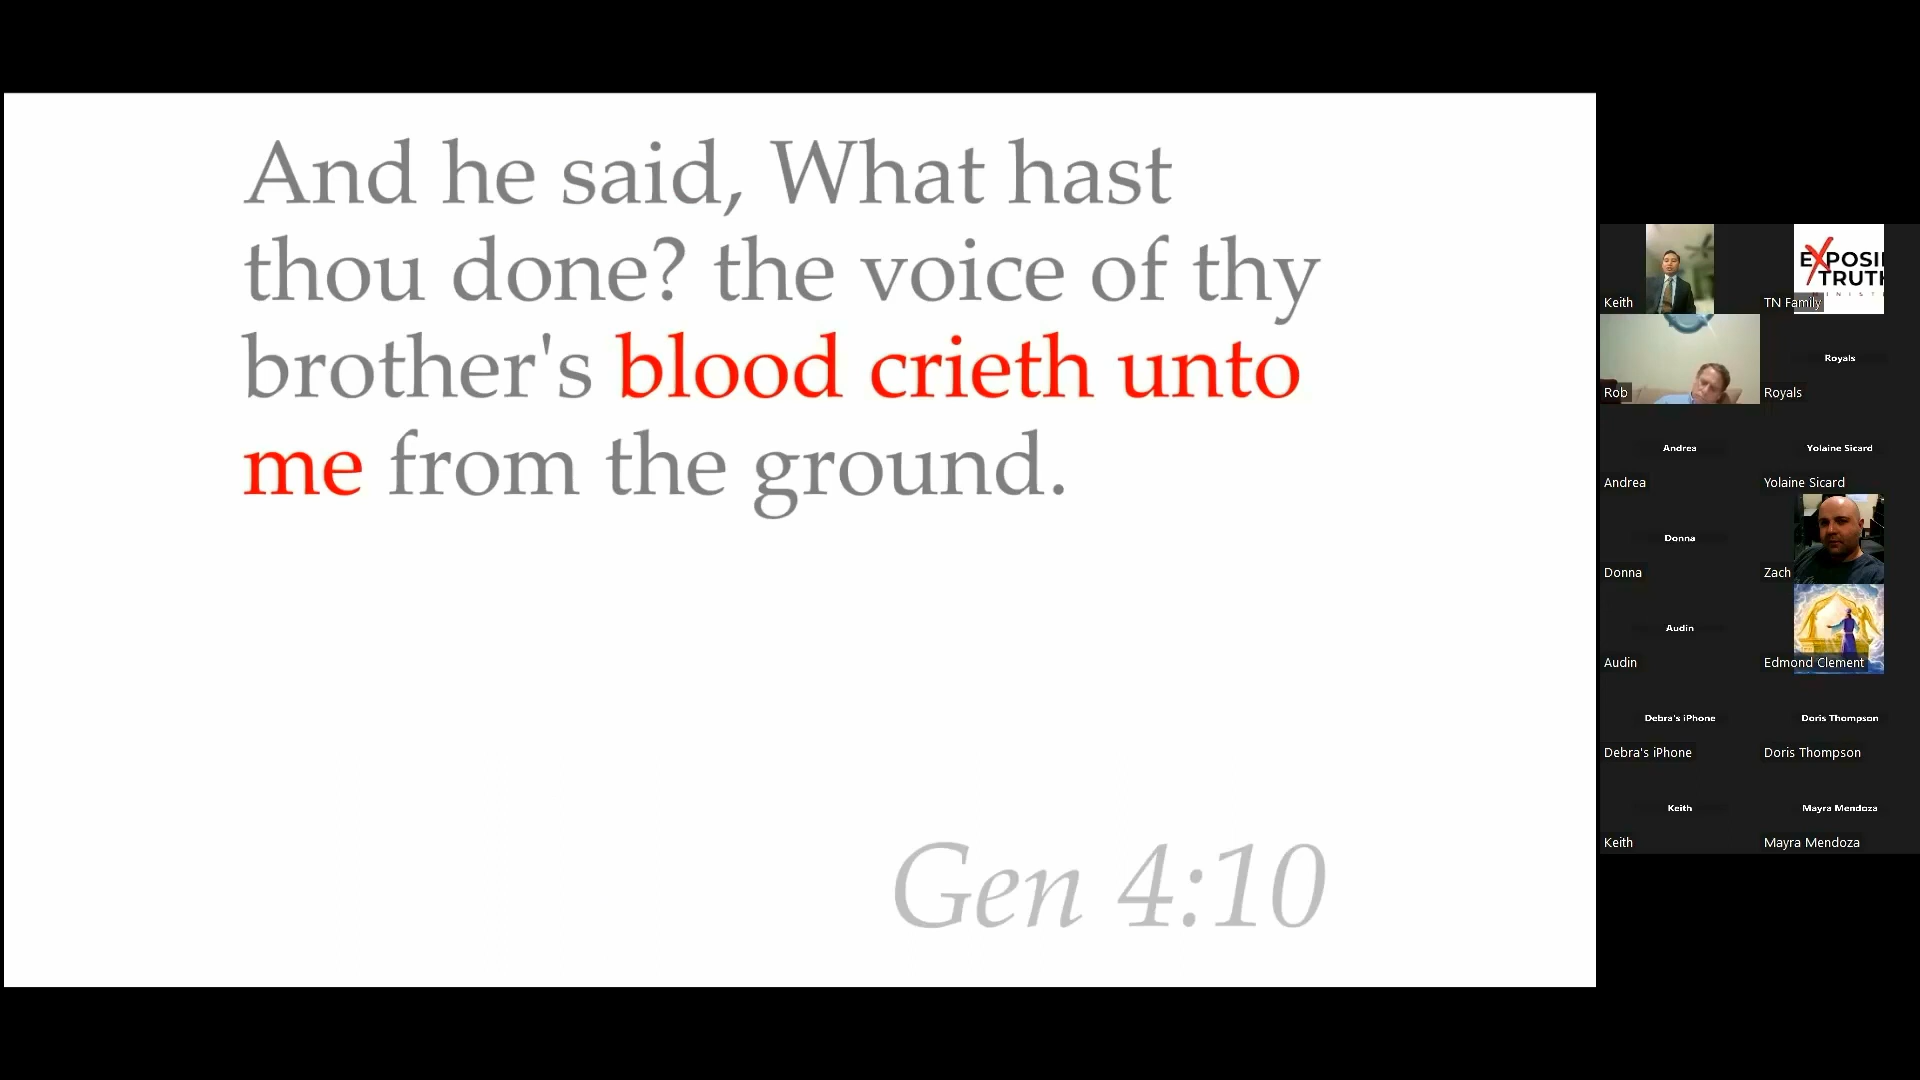 And he said, What hast
thou done? the voice of thy
brother's blood crieth unto
me from the ground.
Gen 4:10
Keith
EXPOSI
TRUTH
TN Family
Rob
Royals
Royals
Andrea
Andrea
Yolaine Sicard
Yolaine Sicard
Donna
Donna
Zach
Audin
Audin
Edmond Clement
Debra's iPhone
Debra's iPhone
Doris Thompson
Doris Thompson
Keith
Keith
Mayra Mendoza
Mayra Mendoza